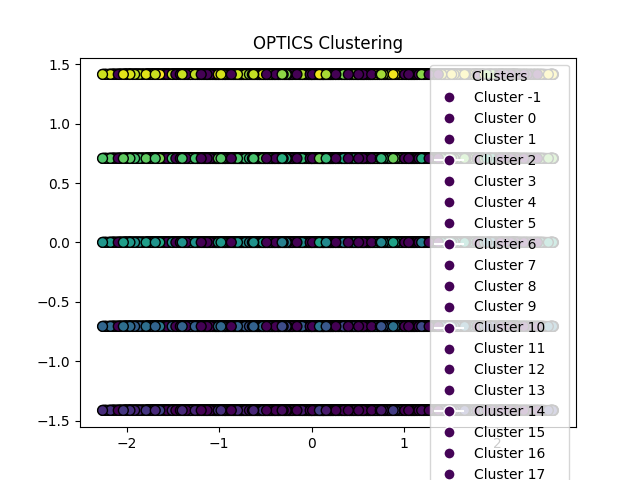 OPTICS Clustering
1.5
1.0
0.5
0.0
−0.5
−1.0
−1.5
−2
−1
0
1
2
Clusters
Cluster -1
Cluster 0
Cluster 1
Cluster 2
Cluster 3
Cluster 4
Cluster 5
Cluster 6
Cluster 7
Cluster 8
Cluster 9
Cluster 10
Cluster 11
Cluster 12
Cluster 13
Cluster 14
Cluster 15
Cluster 16
Cluster 17